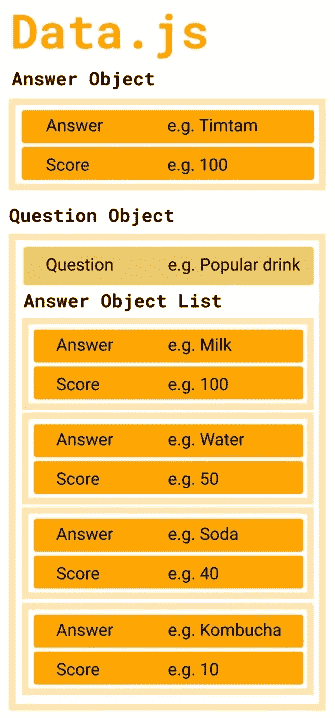 Data.js
Answer Object
Answer e.g. Timtam
Score e.g. 100
Question Object
Question e.g. Popular drink
Answer Object List
Answer e.g. Milk
Score e.g. 100
Answer e.g. Water
Score e.g. 50
Answer e.g. Soda
Score e.g. 40
Answer e.g. Kombucha
Score e.g. 10